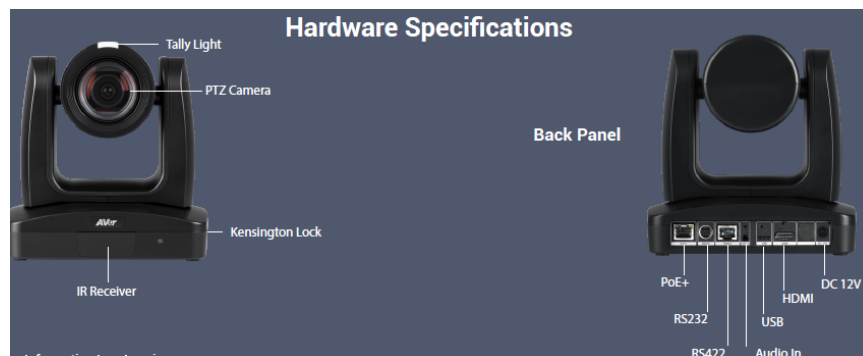 Hardware Specifications
Tally Light
PTZ Camera
Back Panel
AVer
Kensington Lock
IR Receiver
PoE+
DC 12V
HDMI
RS232
USB
RS422
Audio In